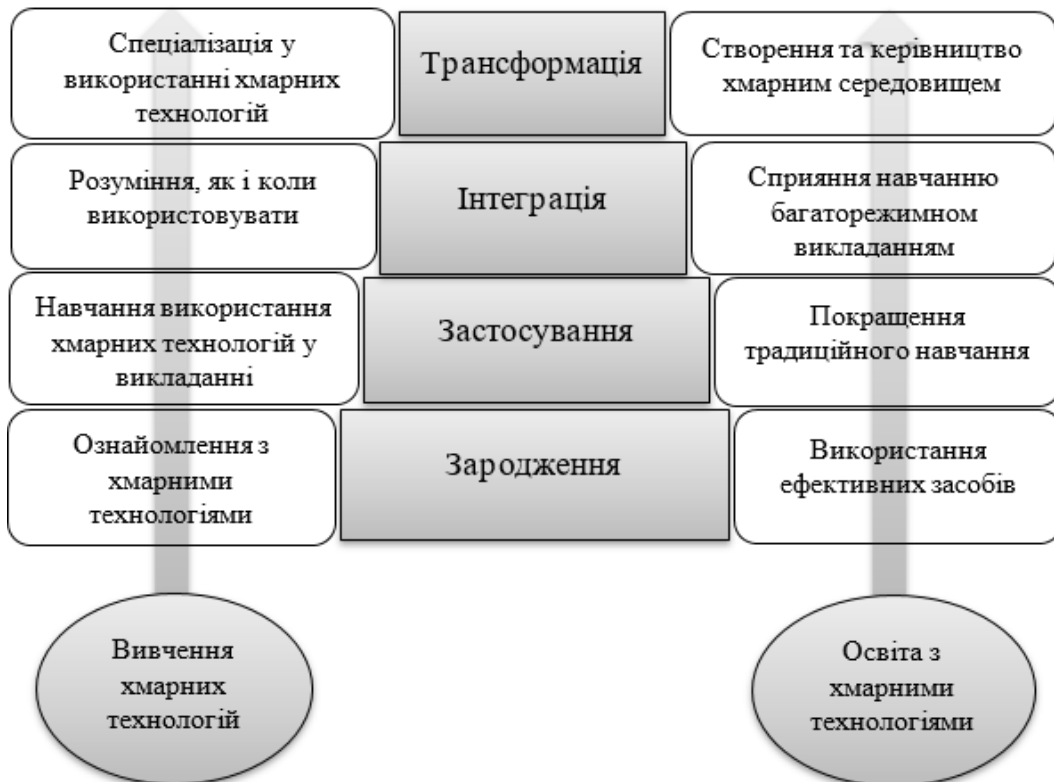 Спеціалізація у
використанні хмарних
технологій
Трансформація
Створення та керівництво
хмарним середовищем
Розуміння, як і коли
використовувати
Інтеграція
Сприяння навчанню
багаторежимном
викладанням
Навчання використання
хмарних технологій у
викладанні
Застосування
Покращення
традиційного навчання
Ознайомлення з
хмарними
технологіями
Зародження
Використання
ефективних засобів
Вивчення
хмарних
технологій
Освіта з
хмарними
технологіями